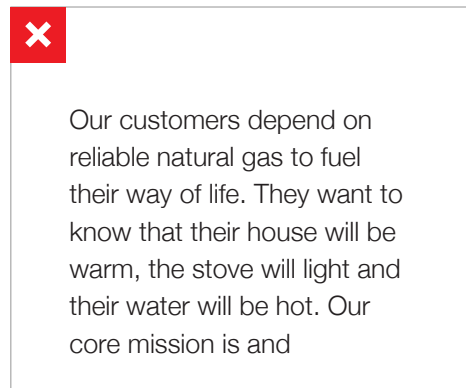 Our customers depend on
reliable natural gas to fuel
their way of life. They want to
know that their house will be
warm, the stove will light and
their water will be hot. Our
core mission is and